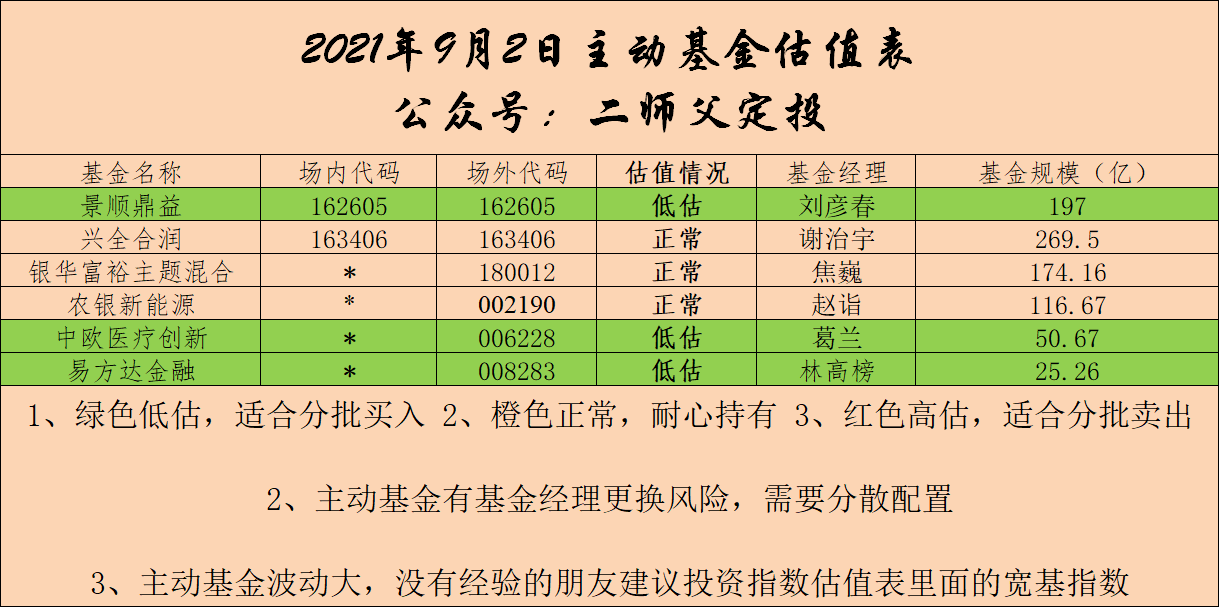 2021年9月2日主动基金估值表
公众号：二师父定投
基金名称 场内代码 场外代码 估值情况 基金经理 基金规模（亿）
景顺鼎益 162605 162605 低估 刘彦春 197
兴全合润 163406 163406 正常 谢治宇 269.5
银华富裕主题混合 * 180012 正常 焦巍 174.16
农银新能源 * 002190 正常 赵诣 116.67
中欧医疗创新 * 006228 低估 葛兰 50.67
易方达金融 * 008283 低估 林高榜 25.26
1、绿色低估，适合分批买入 2、橙色正常，耐心持有 3、红色高估，适合分批卖出
2、主动基金有基金经理更换风险，需要分散配置
3、主动基金波动大，没有经验的朋友建议投资指数估值表里面的宽基指数